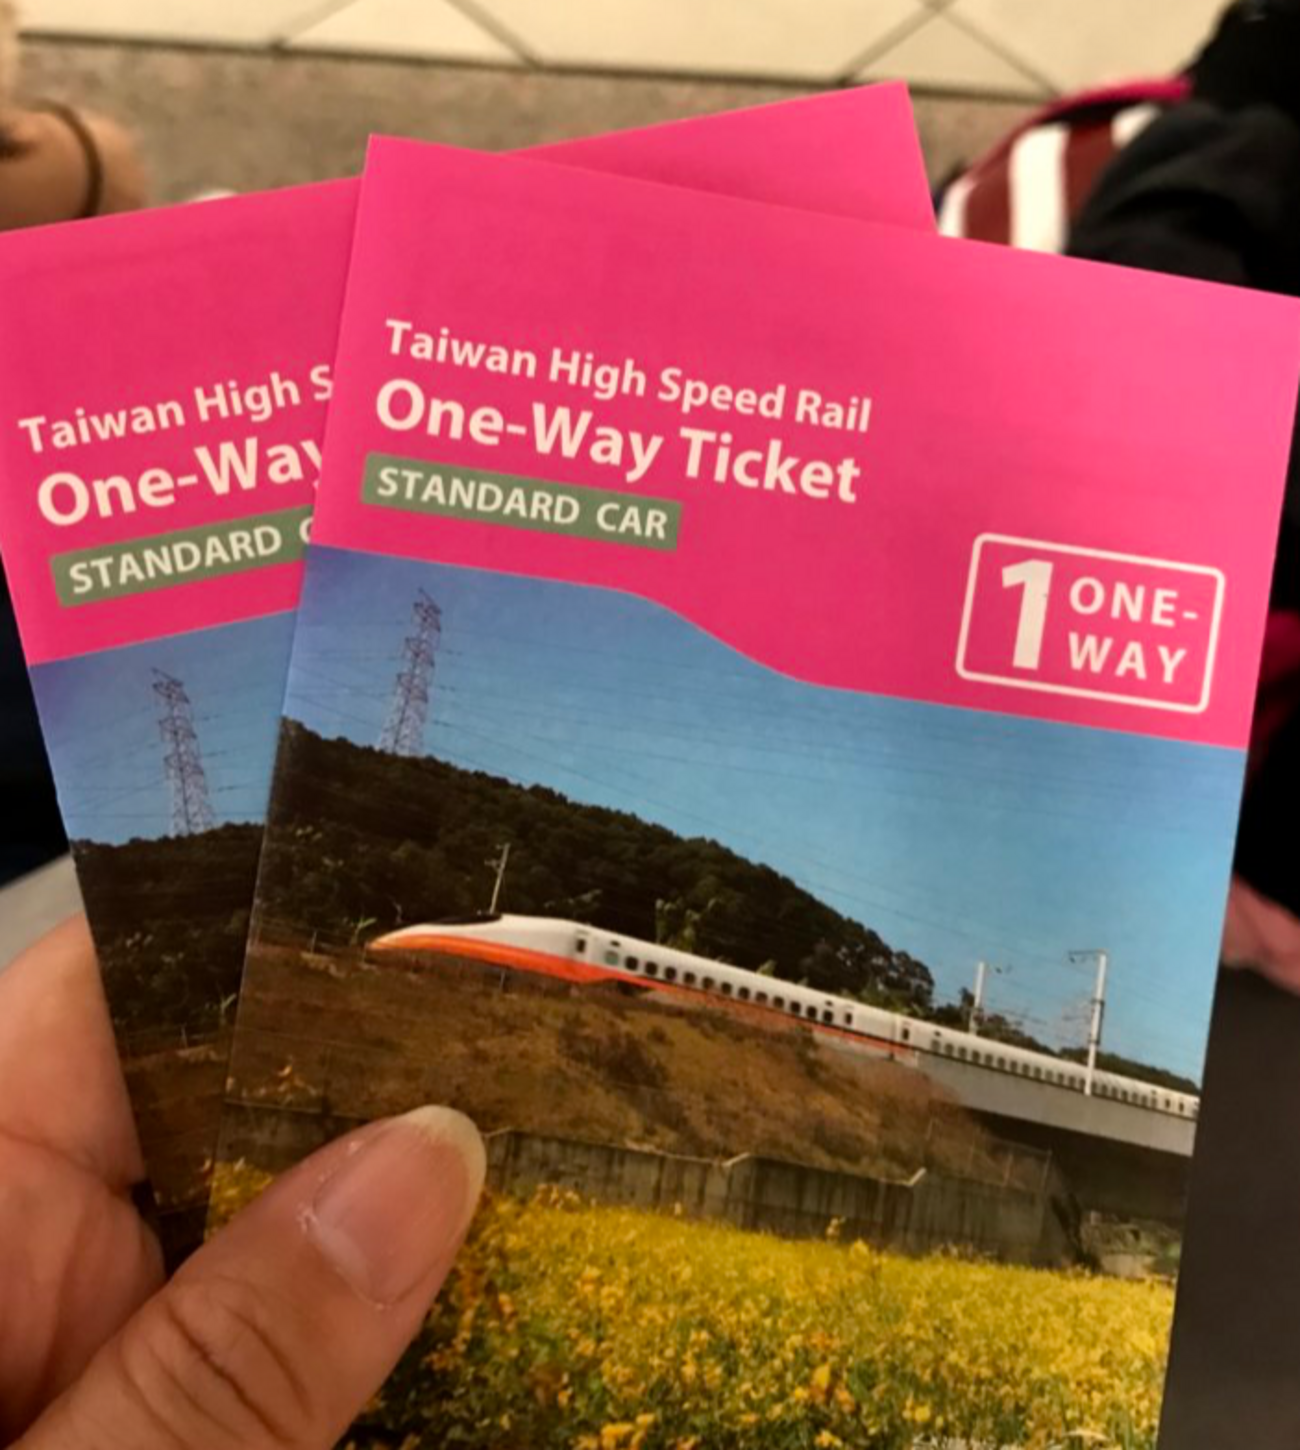 Taiwan High S
One-Way
STANDARD C
Taiwan High Speed Rail
One-Way Ticket
STANDARD CAR
1 ONE-
WAY